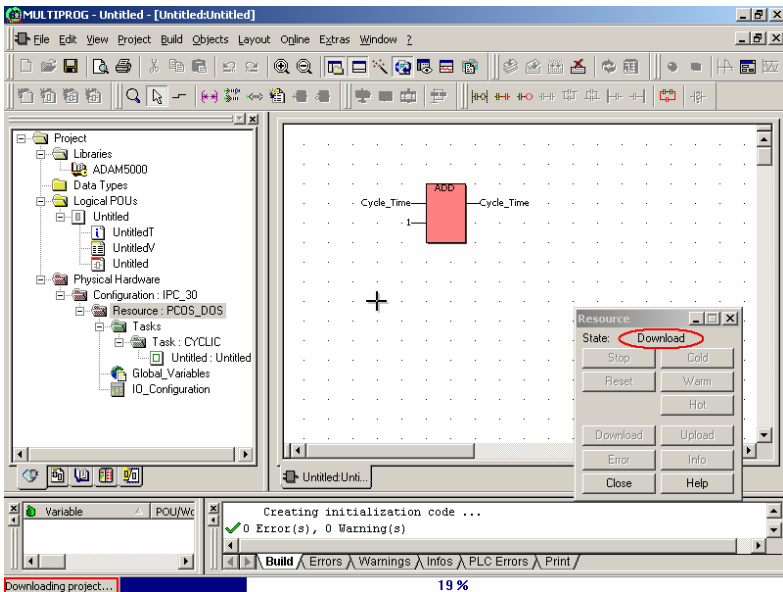 MULTIPROG - Untitled - [Untitled:Untitled]
File Edit View Project Build Objects Layout Online Extras Window ?
Project
Libraries
ADAM5000
Data Types
Logical POUs
Untitled
UntitledT
UntitledV
Untitled
Physical Hardware
Configuration : IPC_30
Resource : PCOS_DOS
Tasks
Task : CYCLIC
Untitled : Untitled
Global_Variables
IO_Configuration
ADD
Cycle_Time
Cycle_Time
1
Resource
State: Download
Stop Cold
Reset Warm
Hot
Download Upload
Error Info
Close Help
Untitled:Unti...
Variable POU/Wo
Creating initialization code ...
0 Error(s), 0 Warning(s)
Build Errors Warnings Infos PLC Errors Print
Downloading project... 19 %